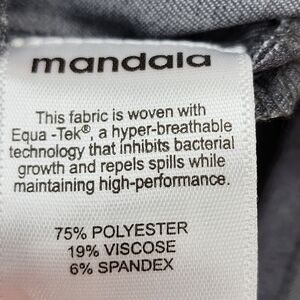 mandala
This fabric is woven with
Equa -Tek®, a hyper-breathable
technology that inhibits bacterial
growth and repels spills while
maintaining high-performance.
75% POLYESTER
19% VISCOSE
6% SPANDEX